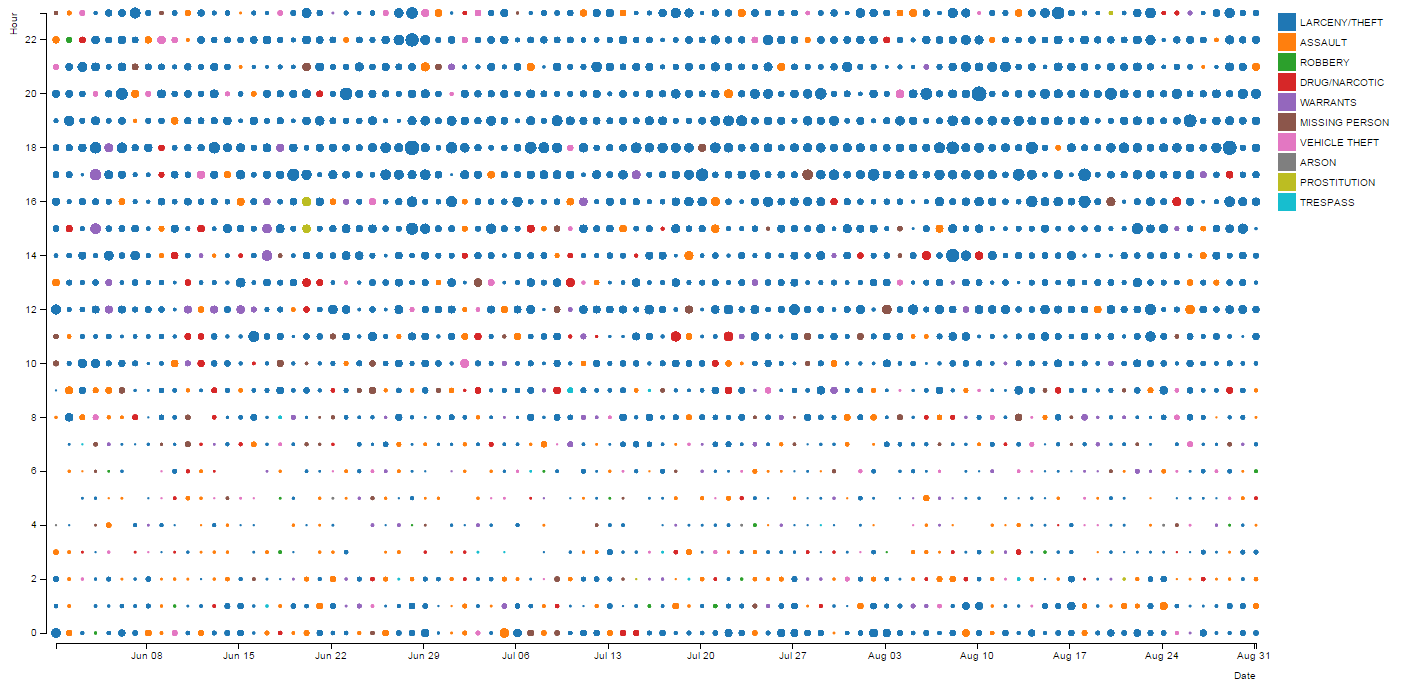 Hour
22
20
18
16
14
12
10
8
6
4
2
0
Jun 08 Jun 15 Jun 22 Jun 29 Jul 06 Jul 13 Jul 20 Jul 27 Aug 03 Aug 10 Aug 17 Aug 24 Aug 31
Date
LARCENY/THEFT
ASSAULT
ROBBERY
DRUG/NARCOTIC
WARRANTS
MISSING PERSON
VEHICLE THEFT
ARSON
PROSTITUTION
TRESPASS